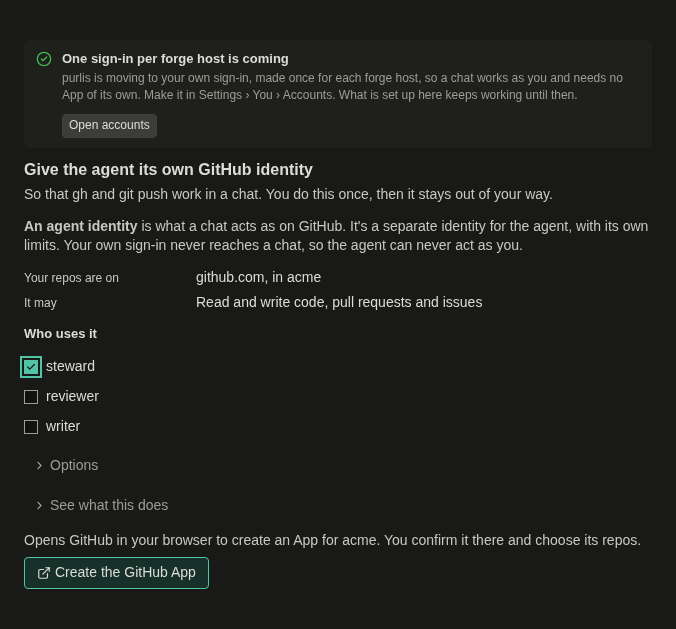 One sign-in per forge host is coming
purlis is moving to your own sign-in, made once for each forge host, so a chat works as you and needs no
App of its own. Make it in Settings › You › Accounts. What is set up here keeps working until then.
Open accounts
Give the agent its own GitHub identity
So that gh and git push work in a chat. You do this once, then it stays out of your way.
An agent identity is what a chat acts as on GitHub. It's a separate identity for the agent, with its own
limits. Your own sign-in never reaches a chat, so the agent can never act as you.
Your repos are on github.com, in acme
It may Read and write code, pull requests and issues
Who uses it
steward
reviewer
writer
Options
See what this does
Opens GitHub in your browser to create an App for acme. You confirm it there and choose its repos.
Create the GitHub App